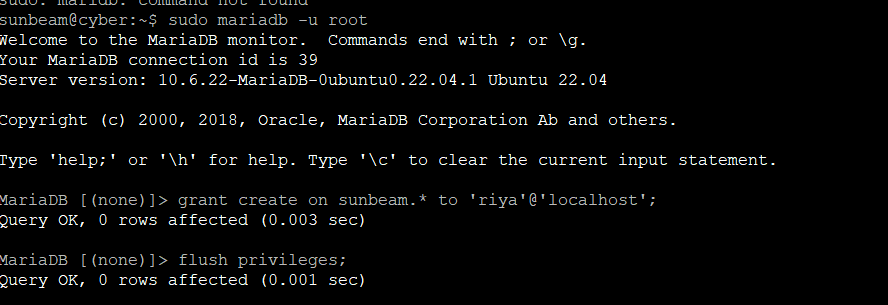 sudo: maridb: command not found
sunbeam@cyber:~$ sudo mariadb -u root
Welcome to the MariaDB monitor.  Commands end with ; or \g.
Your MariaDB connection id is 39
Server version: 10.6.22-MariaDB-0ubuntu0.22.04.1 Ubuntu 22.04
Copyright (c) 2000, 2018, Oracle, MariaDB Corporation Ab and others.
Type 'help;' or '\h' for help. Type '\c' to clear the current input statement.
MariaDB [(none)]> grant create on sunbeam.* to 'riya'@'localhost';
Query OK, 0 rows affected (0.003 sec)
MariaDB [(none)]> flush privileges;
Query OK, 0 rows affected (0.001 sec)